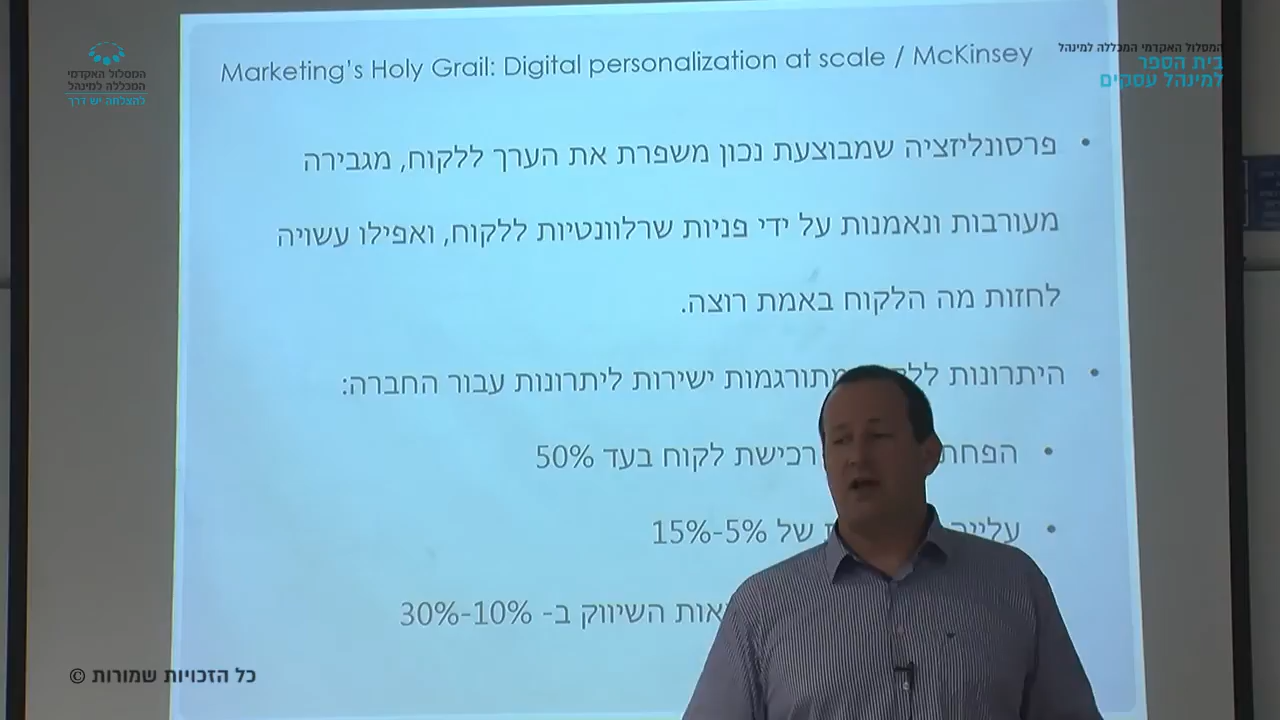 Marketing's Holy Grail: Digital personalization at scale / McKinsey
המסלול האקדמי המכללה למינהל
בית הספר
למינהל עסקים
המסלול האקדמי
המכללה למינהל
להצלחה יש דרך
• פרסונליזציה שמבוצעת נכון משפרת את הערך ללקוח, מגבירה
מעורבות ונאמנות על ידי פניות שרלוונטיות ללקוח, ואפילו עשויה
לחזות מה הלקוח באמת רוצה.
• היתרונות מתורגמות ישירות ליתרונות עבור החברה:
• רכישת לקוח בעד 50%
• של 5%-15%
השיווק ב- 10%-30%
כל הזכויות שמורות ©